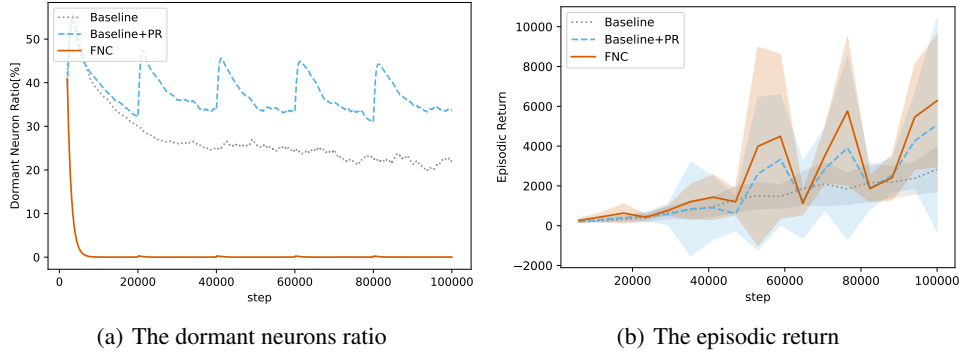 Baseline
Baseline+PR
FNC
Dormant Neuron Ratio[%]
50
40
30
20
10
0
0
20000
40000
60000
80000
100000
step
(a) The dormant neurons ratio
Baseline
Baseline+PR
FNC
Episodic Return
10000
8000
6000
4000
2000
0
−2000
20000
40000
60000
80000
100000
step
(b) The episodic return